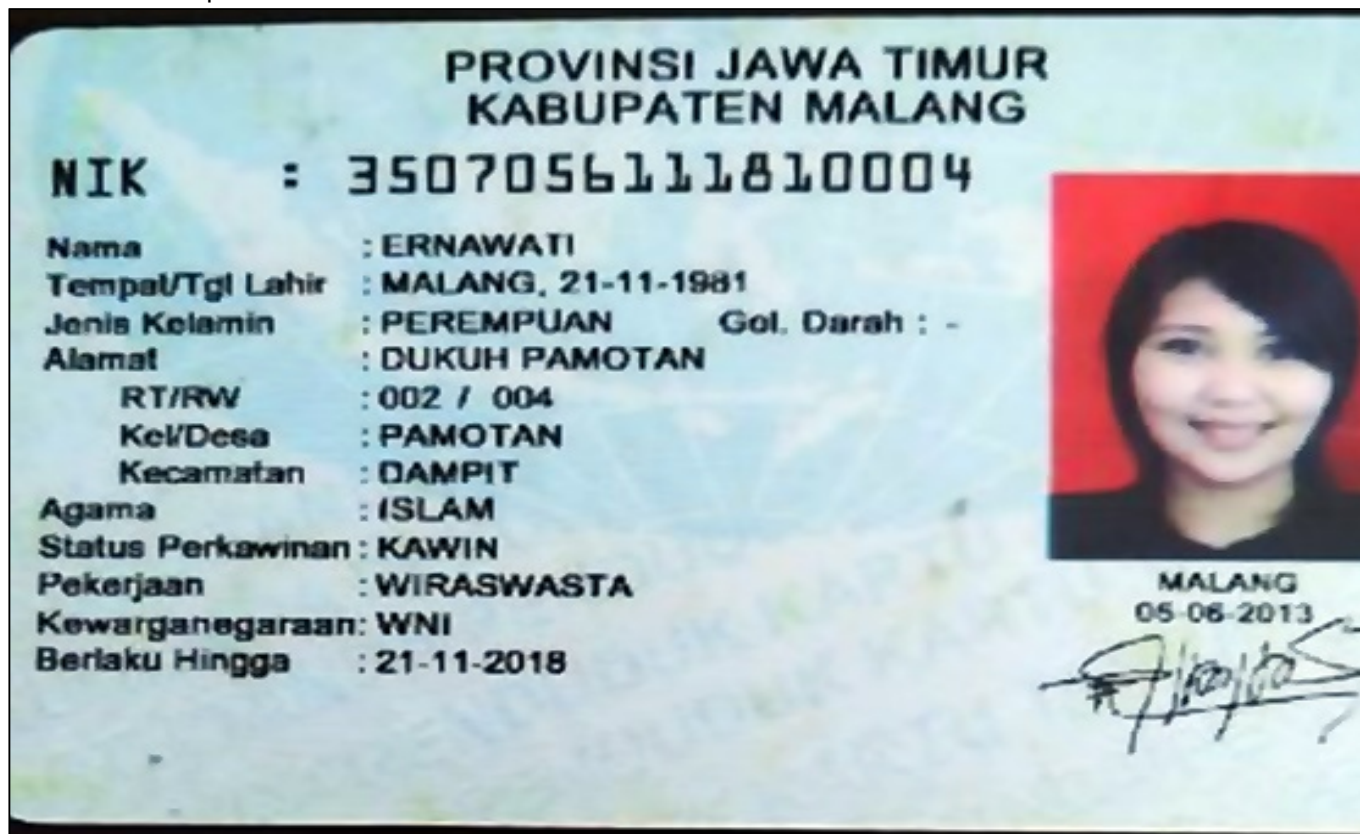 PROVINSI JAWA TIMUR
KABUPATEN MALANG
NIK : 3507056111810004
Nama : ERNAWATI
Tempat/Tgl Lahir : MALANG, 21-11-1981
Jenis Kelamin : PEREMPUAN Gol. Darah : -
Alamat : DUKUH PAMOTAN
RT/RW : 002 / 004
Kel/Desa : PAMOTAN
Kecamatan : DAMPIT
Agama : ISLAM
Status Perkawinan : KAWIN
Pekerjaan : WIRASWASTA
Kewarganegaraan: WNI
Berlaku Hingga : 21-11-2018
MALANG
05-06-2013